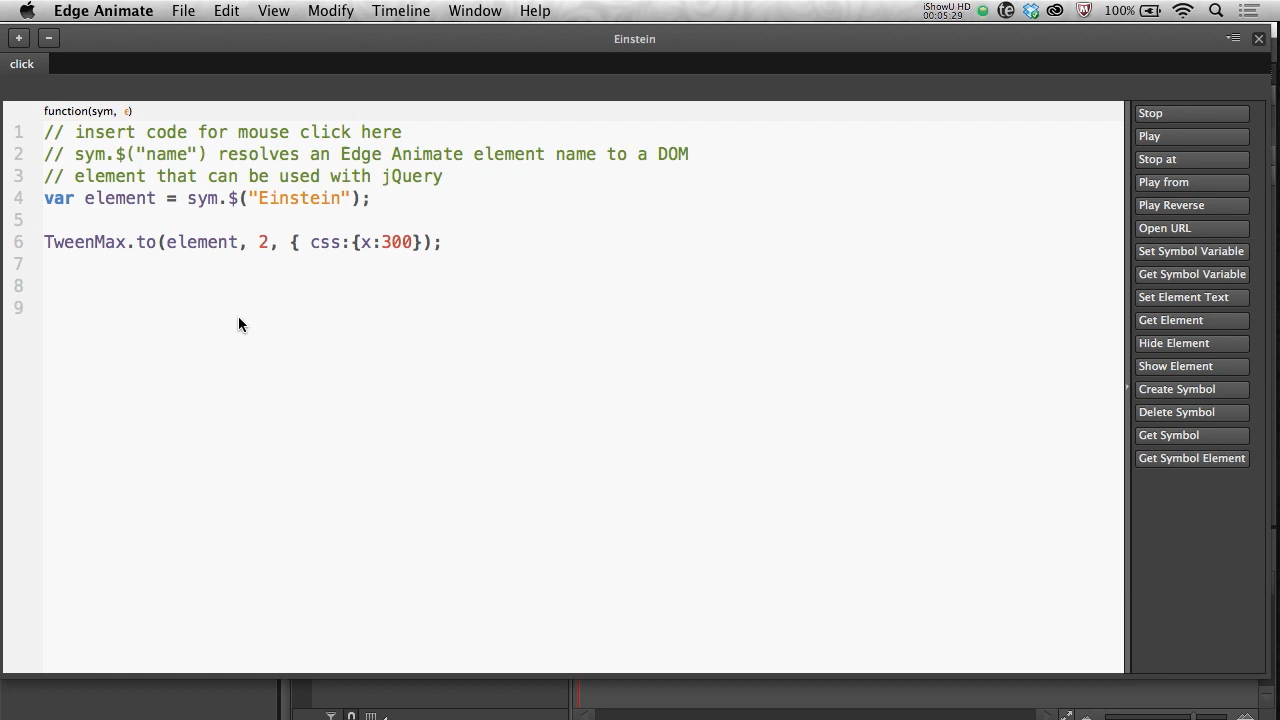 Edge Animate File Edit View Modify Timeline Window Help iShowU HD 00:05:29 100%
+ - Einstein
click
function(sym, e)
1 // insert code for mouse click here
2 // sym.$("name") resolves an Edge Animate element name to a DOM
3 // element that can be used with jQuery
4 var element = sym.$("Einstein");
5
6 TweenMax.to(element, 2, { css:{x:300});
7
8
9
Stop
Play
Stop at
Play from
Play Reverse
Open URL
Set Symbol Variable
Get Symbol Variable
Set Element Text
Get Element
Hide Element
Show Element
Create Symbol
Delete Symbol
Get Symbol
Get Symbol Element